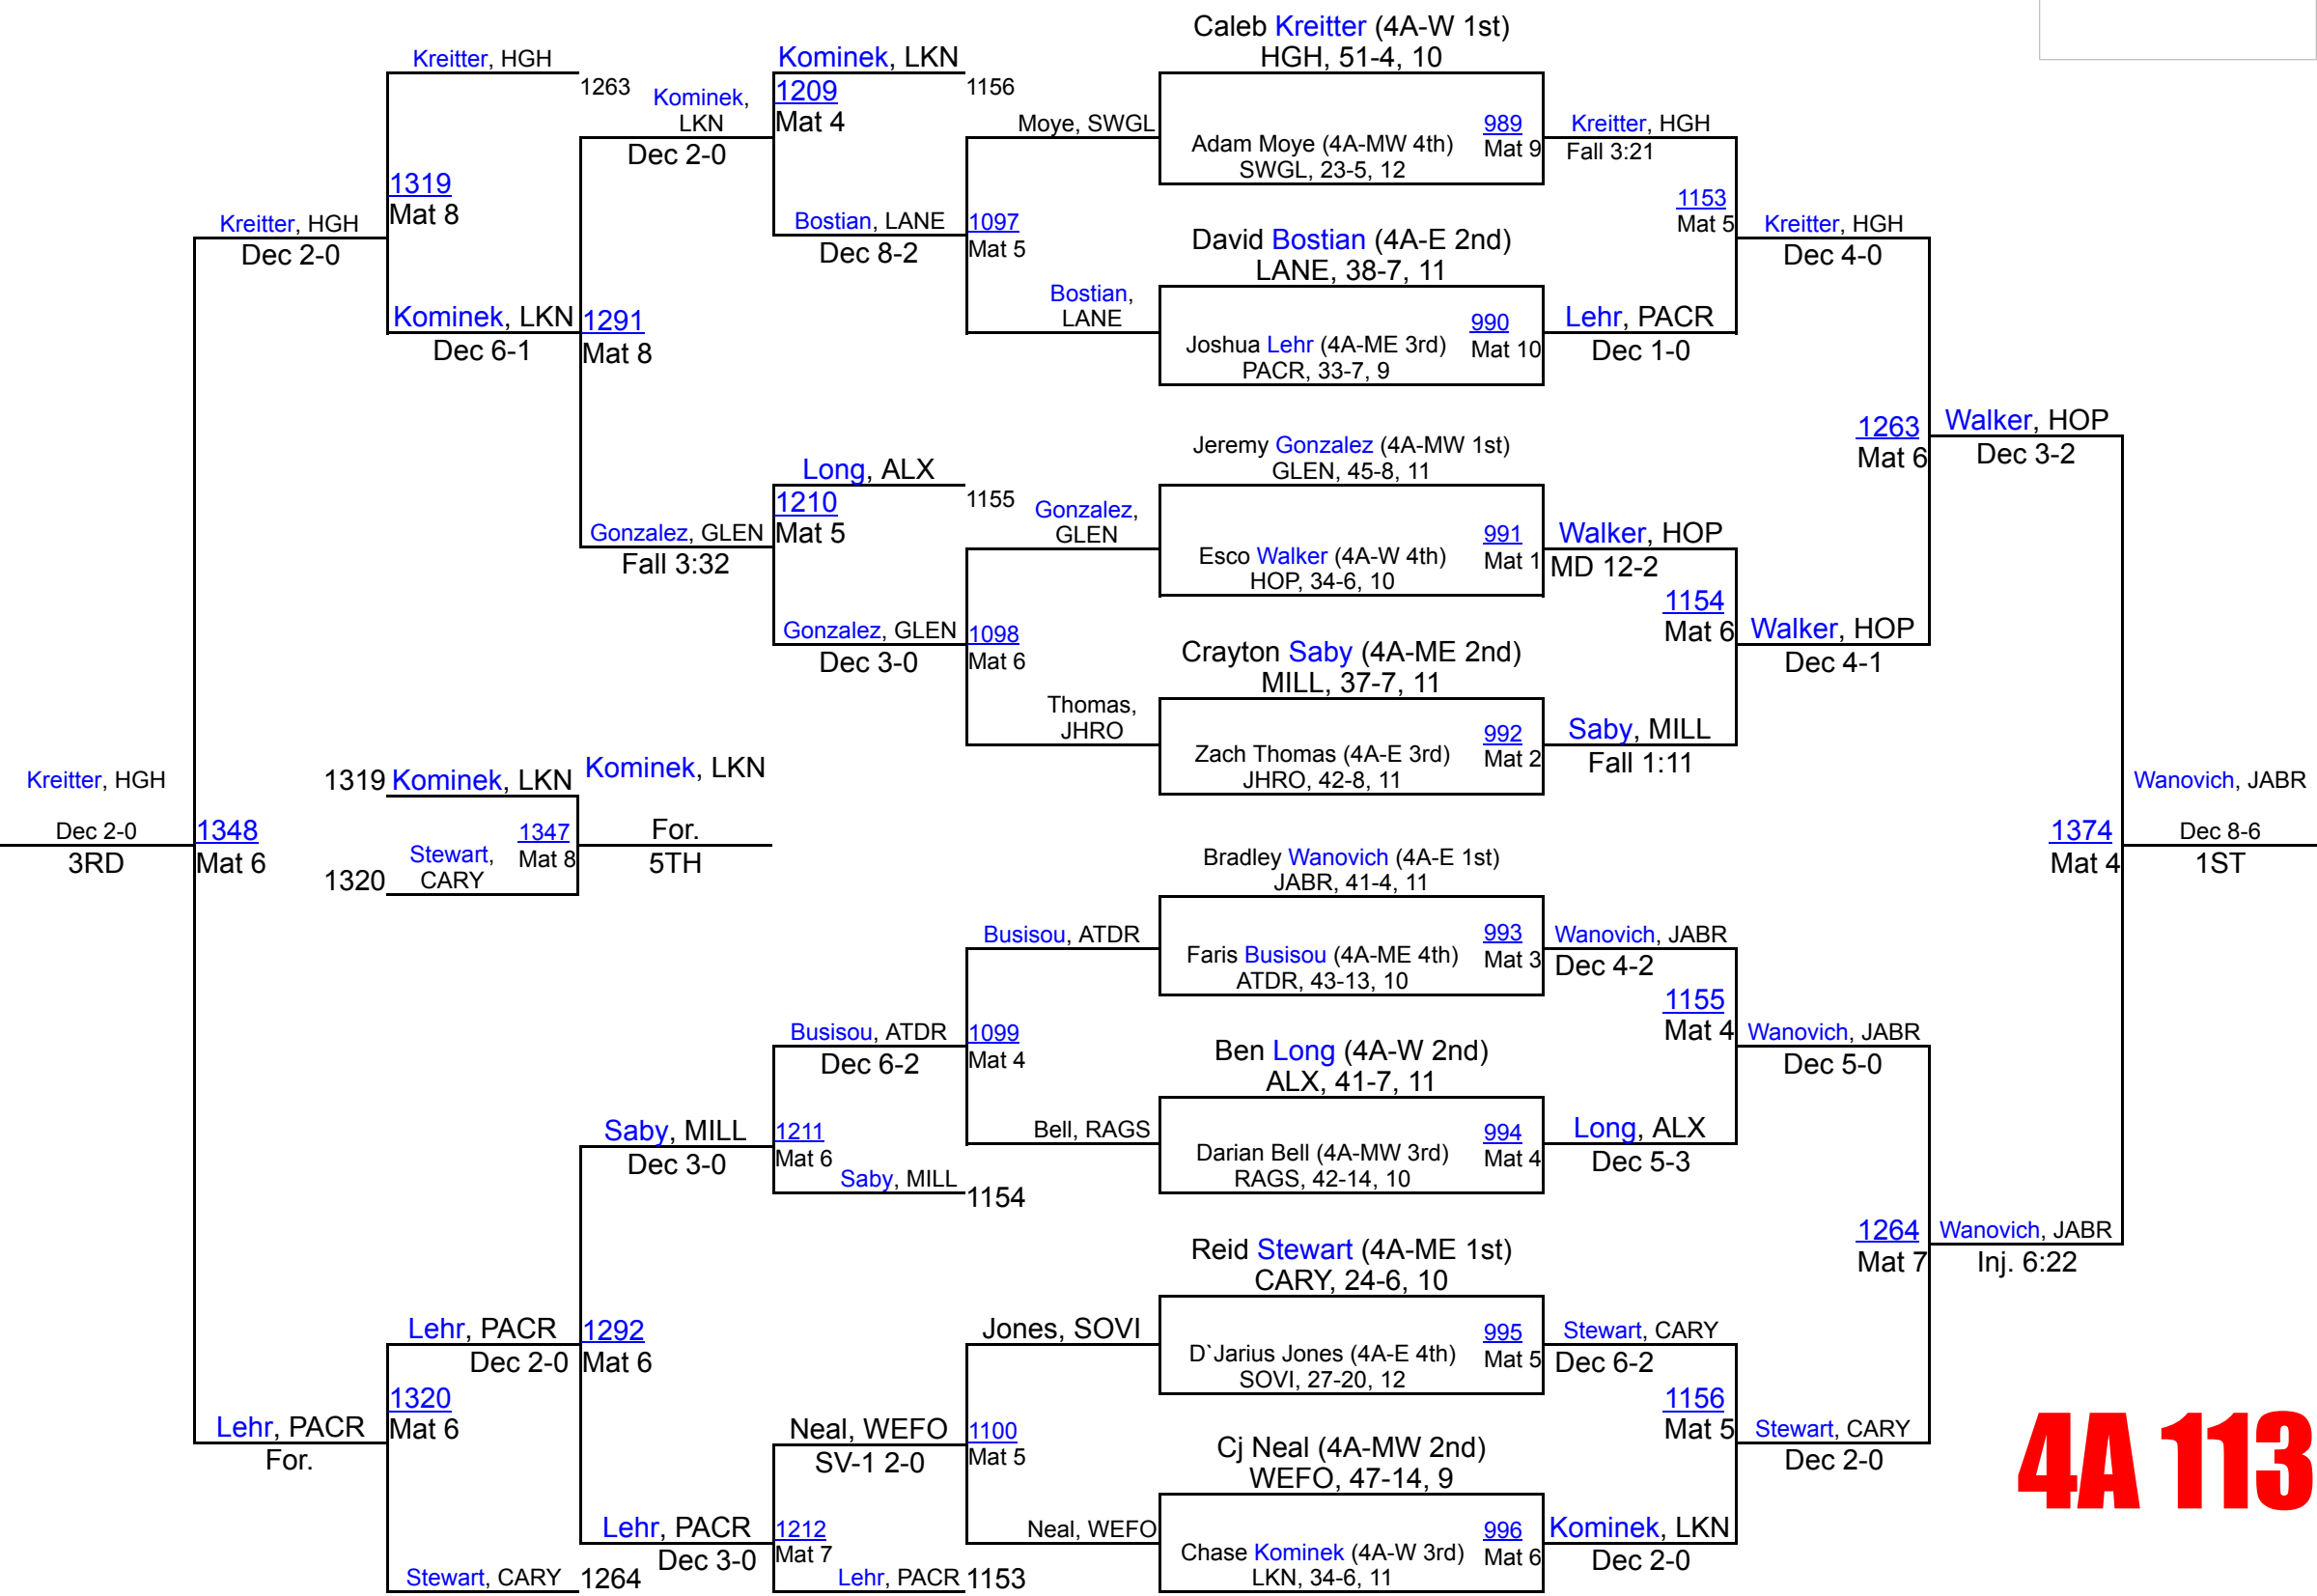 Kreitter, HGH
1263
1319
Mat 8
Kreitter, HGH
Dec 2-0
Kominek, LKN
Dec 6-1
Kominek,
LKN
Dec 2-0
1291
Mat 8
Kominek, LKN
1156
1209
Mat 4
Bostian, LANE
Dec 8-2
Moye, SWGL
1097
Mat 5
Bostian,
LANE
Caleb Kreitter (4A-W 1st)
HGH, 51-4, 10
Adam Moye (4A-MW 4th)
SWGL, 23-5, 12
989
Mat 9
Kreitter, HGH
Fall 3:21
David Bostian (4A-E 2nd)
LANE, 38-7, 11
Joshua Lehr (4A-ME 3rd)
PACR, 33-7, 9
990
Mat 10
Lehr, PACR
Dec 1-0
1153
Mat 5
Kreitter, HGH
Dec 4-0
Long, ALX
1155
1210
Mat 5
Gonzalez, GLEN
Fall 3:32
Gonzalez, GLEN
Dec 3-0
Gonzalez,
GLEN
1098
Mat 6
Thomas,
JHRO
Jeremy Gonzalez (4A-MW 1st)
GLEN, 45-8, 11
Esco Walker (4A-W 4th)
HOP, 34-6, 10
991
Mat 1
Walker, HOP
MD 12-2
Crayton Saby (4A-ME 2nd)
MILL, 37-7, 11
Zach Thomas (4A-E 3rd)
JHRO, 42-8, 11
992
Mat 2
Saby, MILL
Fall 1:11
1154
Mat 6
Walker, HOP
Dec 4-1
1263
Mat 6
Walker, HOP
Dec 3-2
Kreitter, HGH
Dec 2-0
3RD
1348
Mat 6
1319
Kominek, LKN
1320
Stewart,
CARY
1347
Mat 8
Kominek, LKN
For.
5TH
1374
Mat 4
Wanovich, JABR
Dec 8-6
1ST
Busisou, ATDR
1099
Mat 4
Bell, RAGS
Busisou, ATDR
Dec 6-2
Saby, MILL
Dec 3-0
1211
Mat 6
Saby, MILL
1154
Bradley Wanovich (4A-E 1st)
JABR, 41-4, 11
Faris Busisou (4A-ME 4th)
ATDR, 43-13, 10
993
Mat 3
Wanovich, JABR
Dec 4-2
Ben Long (4A-W 2nd)
ALX, 41-7, 11
Darian Bell (4A-MW 3rd)
RAGS, 42-14, 10
994
Mat 4
Long, ALX
Dec 5-3
1155
Mat 4
Wanovich, JABR
Dec 5-0
1264
Mat 7
Wanovich, JABR
Inj. 6:22
Lehr, PACR
Dec 2-0
1292
Mat 6
1320
Mat 6
Lehr, PACR
For.
Stewart, CARY
1264
Jones, SOVI
1100
Mat 5
Neal, WEFO
Neal, WEFO
SV-1 2-0
Lehr, PACR
Dec 3-0
1212
Mat 7
Lehr, PACR
1153
Reid Stewart (4A-ME 1st)
CARY, 24-6, 10
D`Jarius Jones (4A-E 4th)
SOVI, 27-20, 12
995
Mat 5
Stewart, CARY
Dec 6-2
Cj Neal (4A-MW 2nd)
WEFO, 47-14, 9
Chase Kominek (4A-W 3rd)
LKN, 34-6, 11
996
Mat 6
Kominek, LKN
Dec 2-0
1156
Mat 5
Stewart, CARY
Dec 2-0
4A 113